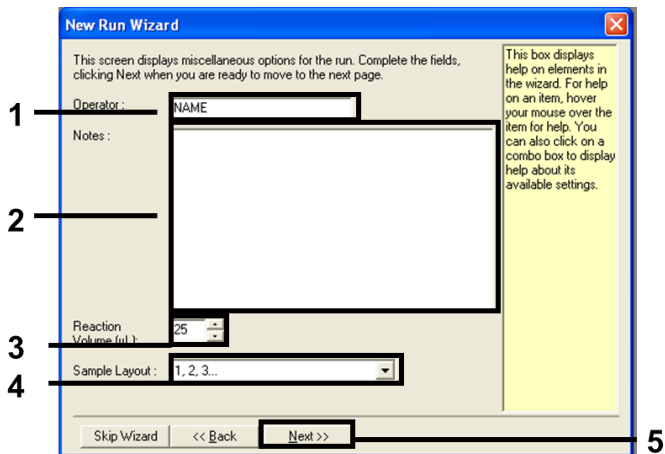 New Run Wizard
This screen displays miscellaneous options for the run. Complete the fields,
clicking Next when you are ready to move to the next page.
This box displays
help on elements in
the wizard. For help
on an item, hover
your mouse over the
item for help. You
can also click on a
combo box to display
help about its
available settings.
1
Operator :
NAME
Notes :
2
Reaction
Volume (µL):
25
3
Sample Layout :
1, 2, 3...
4
Skip Wizard
<< Back
Next >>
5